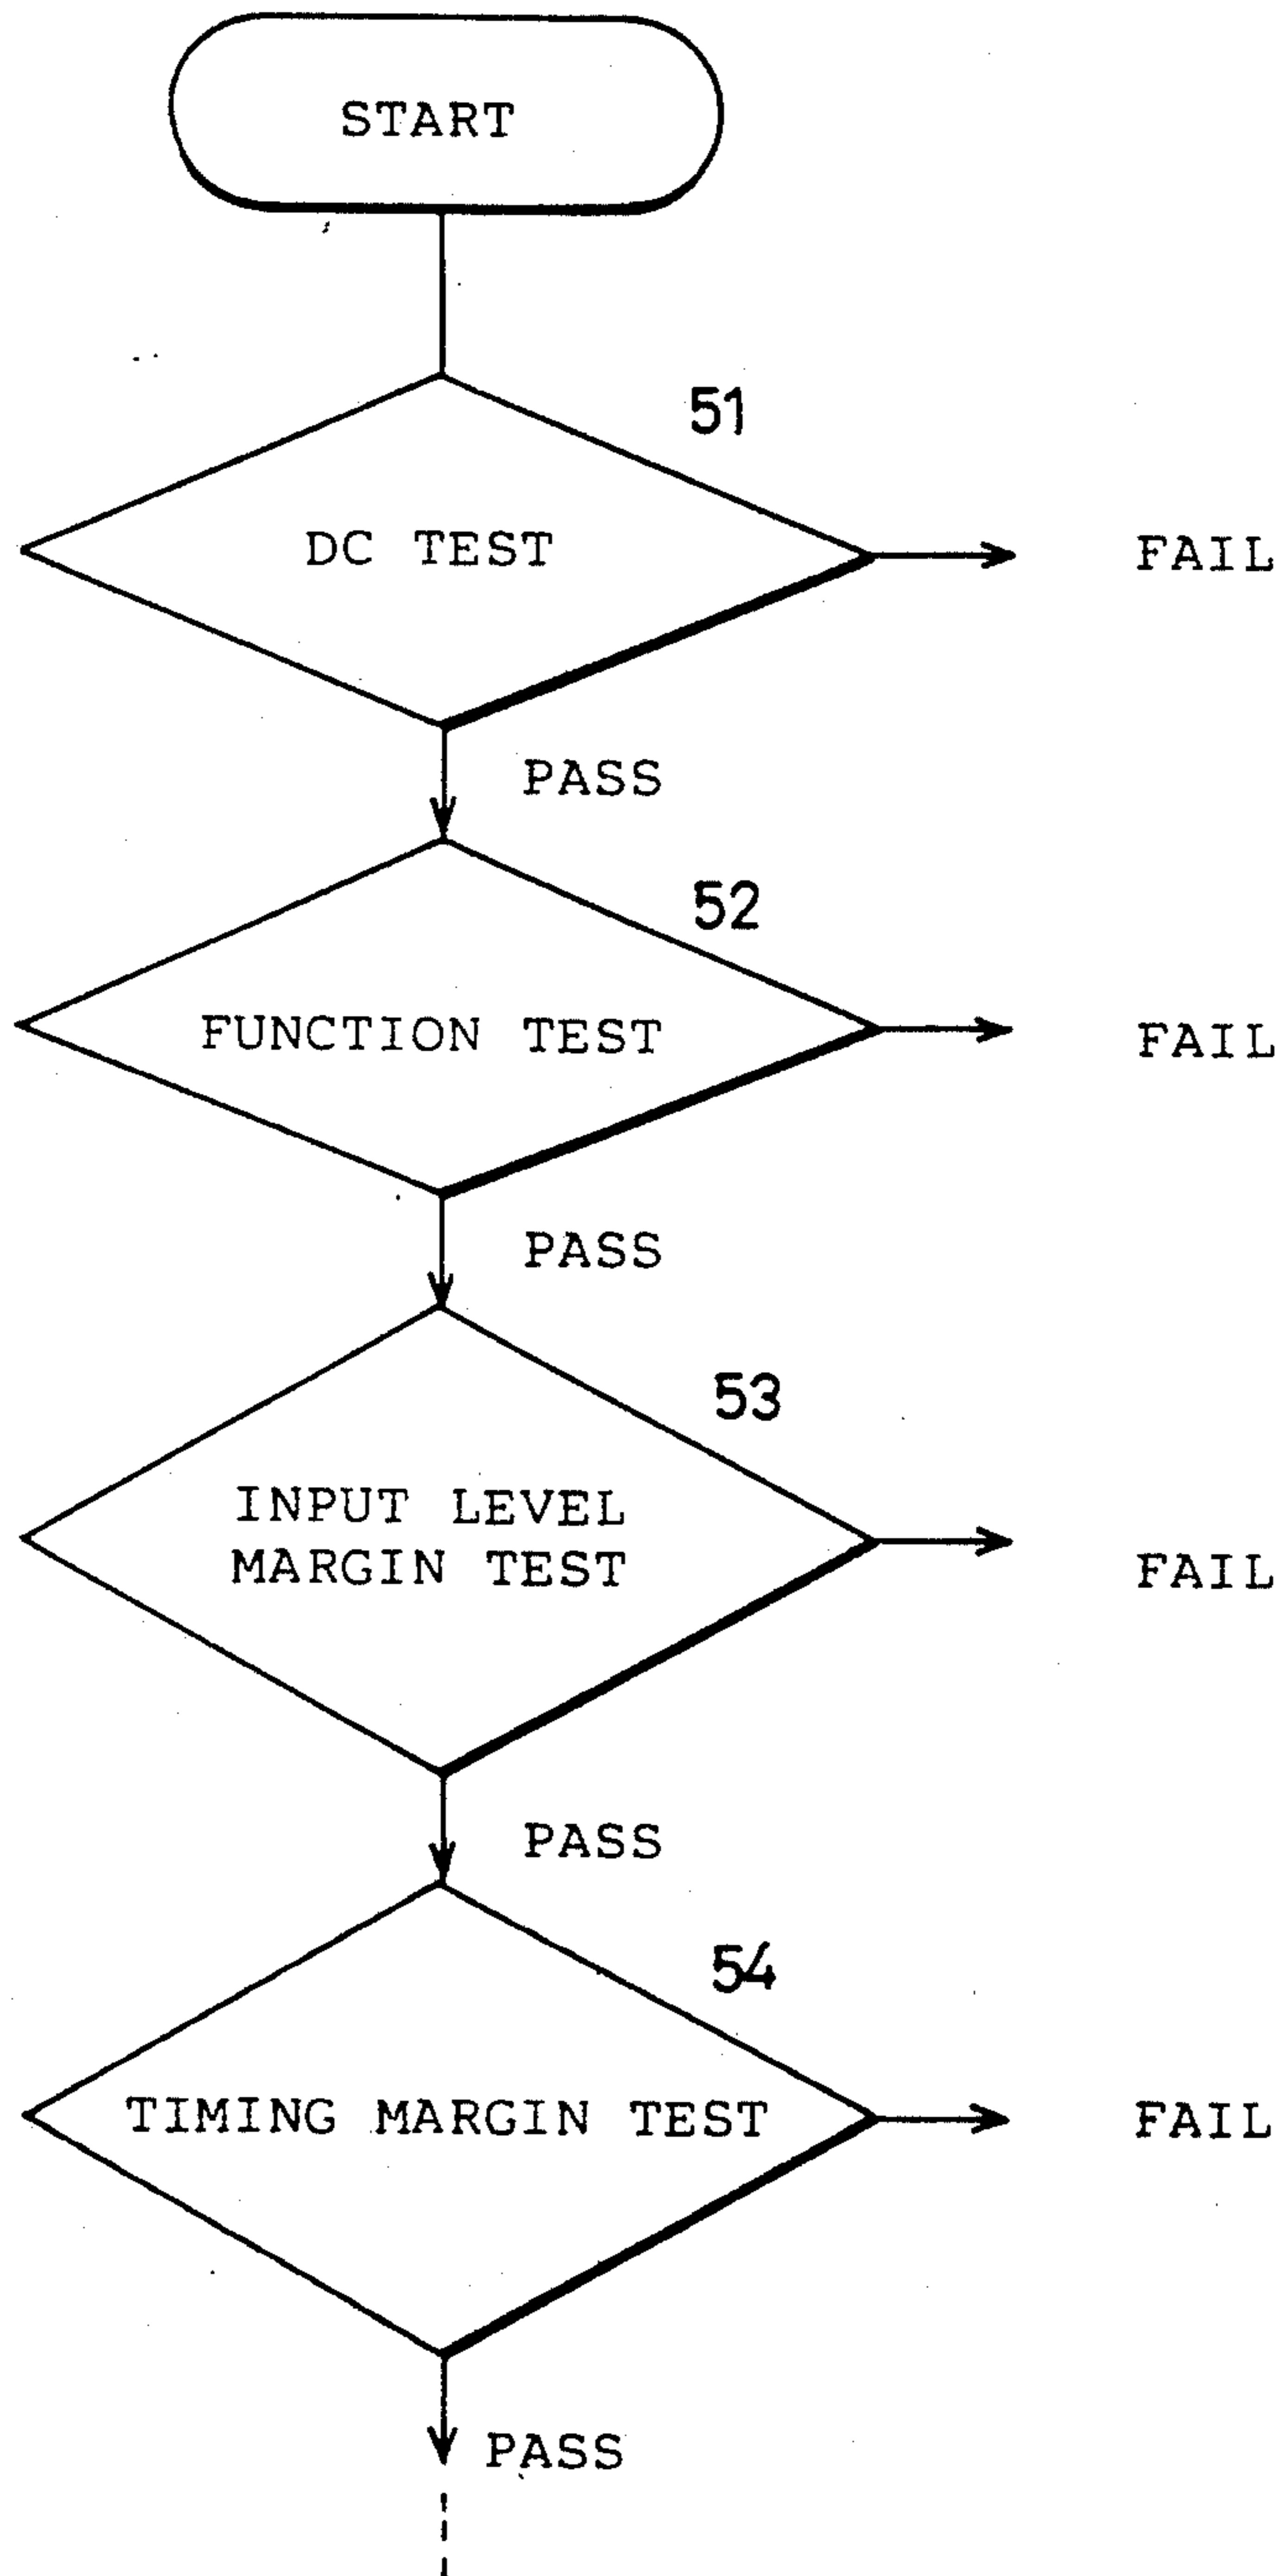 START
51
DC TEST
FAIL
PASS
52
FUNCTION TEST
FAIL
PASS
53
INPUT LEVEL
MARGIN TEST
FAIL
PASS
54
TIMING MARGIN TEST
FAIL
PASS